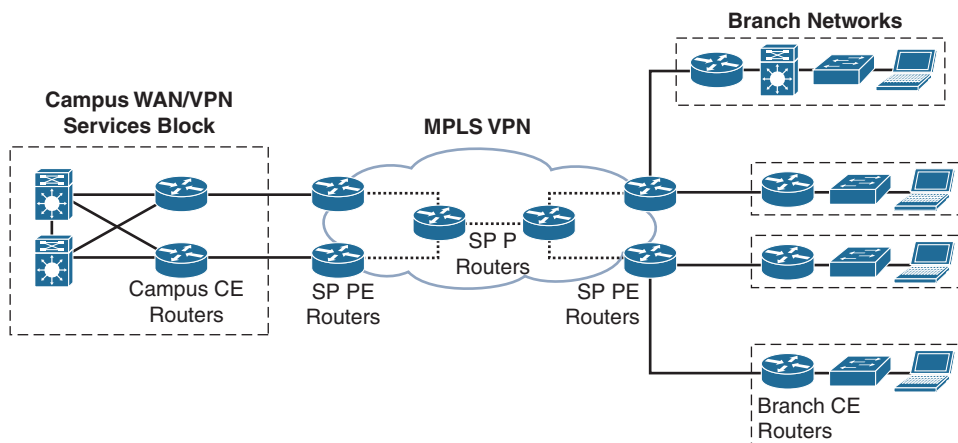 Branch Networks
Campus WAN/VPN
Services Block
MPLS VPN
SP P
Routers
Campus CE
Routers
SP PE
Routers
SP PE
Routers
Branch CE
Routers